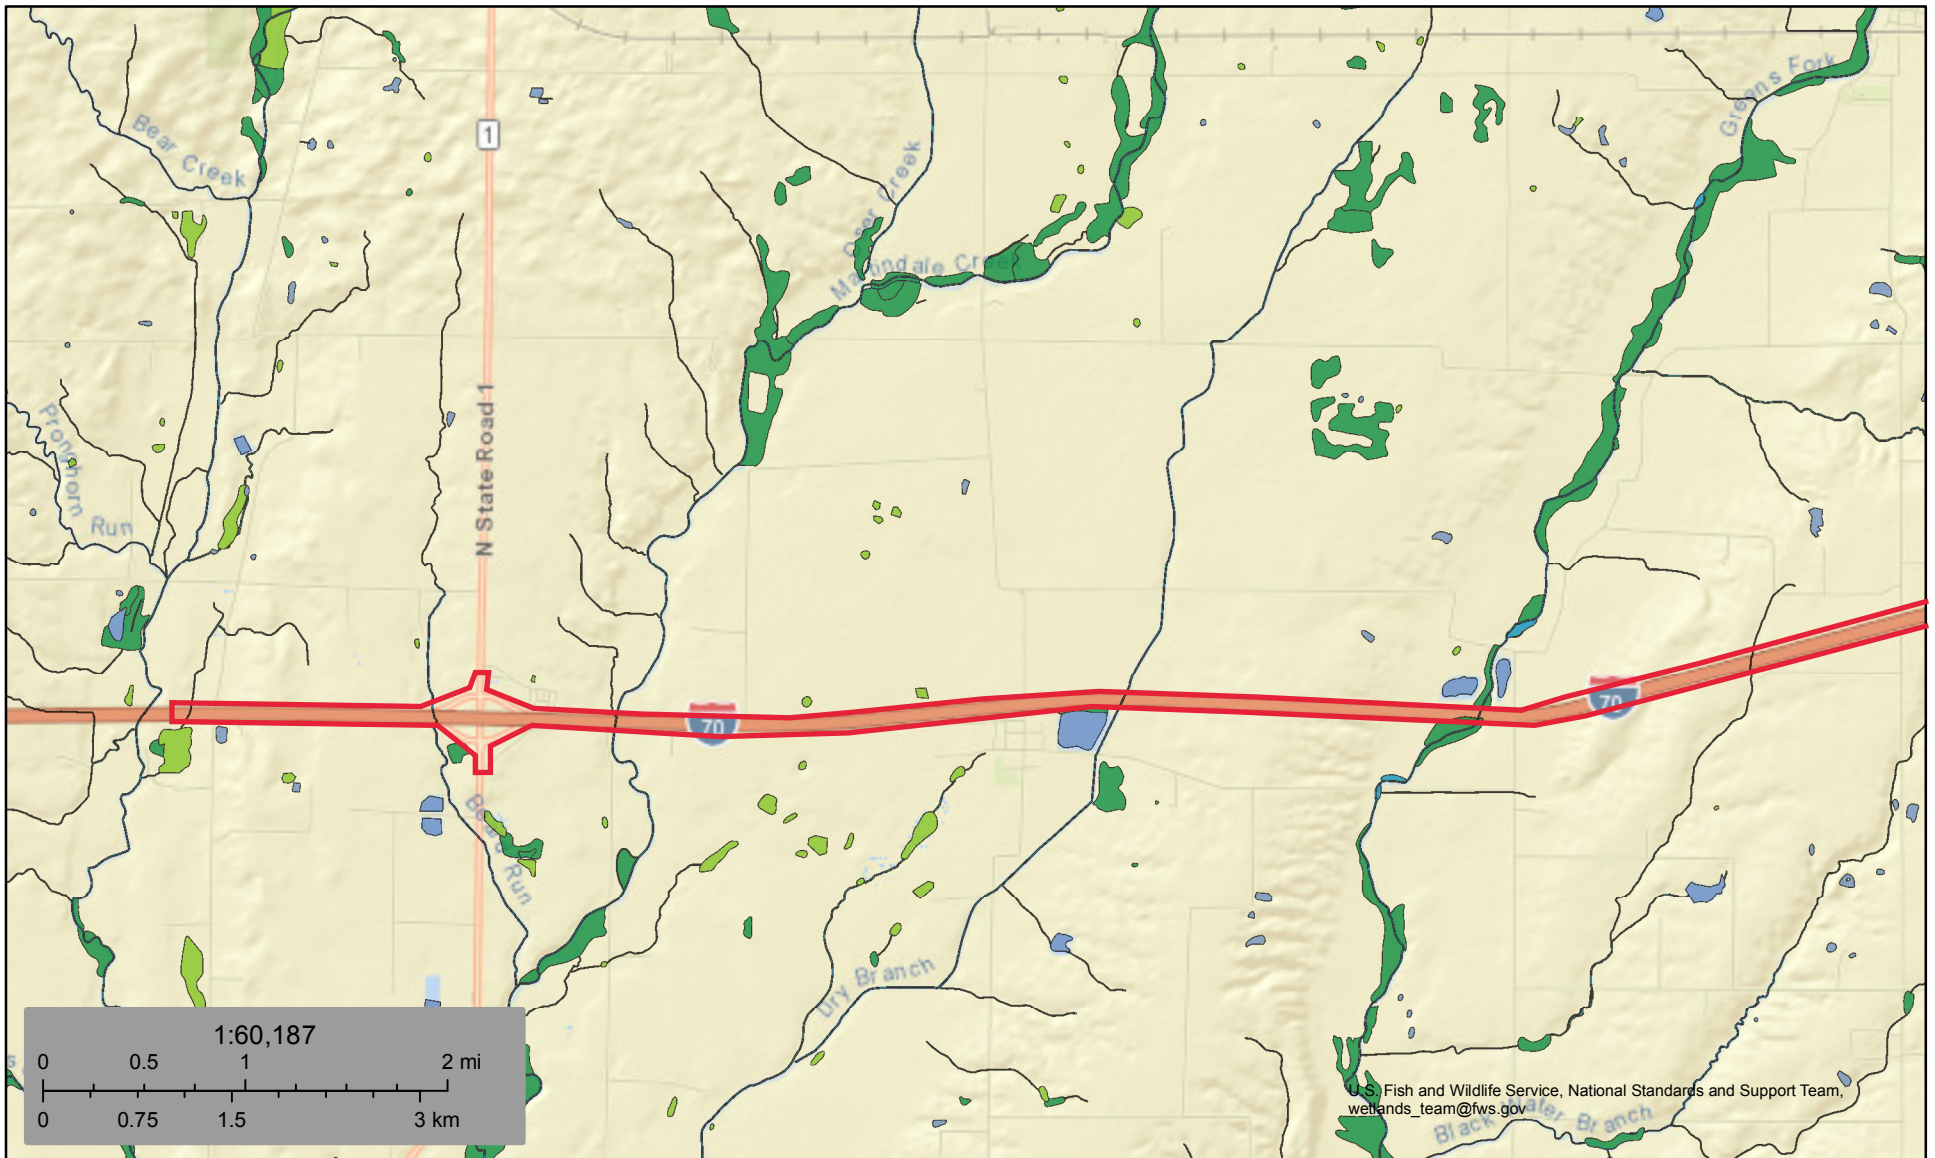 Greens Fork
1
Bear Creek
Oser Creek
Martindale Creek
N State Road 1
Pronghorn
Run
70
70
Beard Run
Dry Branch
1:60,187
0 0.5 1 2 mi
0 0.75 1.5 3 km
U.S. Fish and Wildlife Service, National Standards and Support Team,
wetlands_team@fws.gov
Black Water Branch